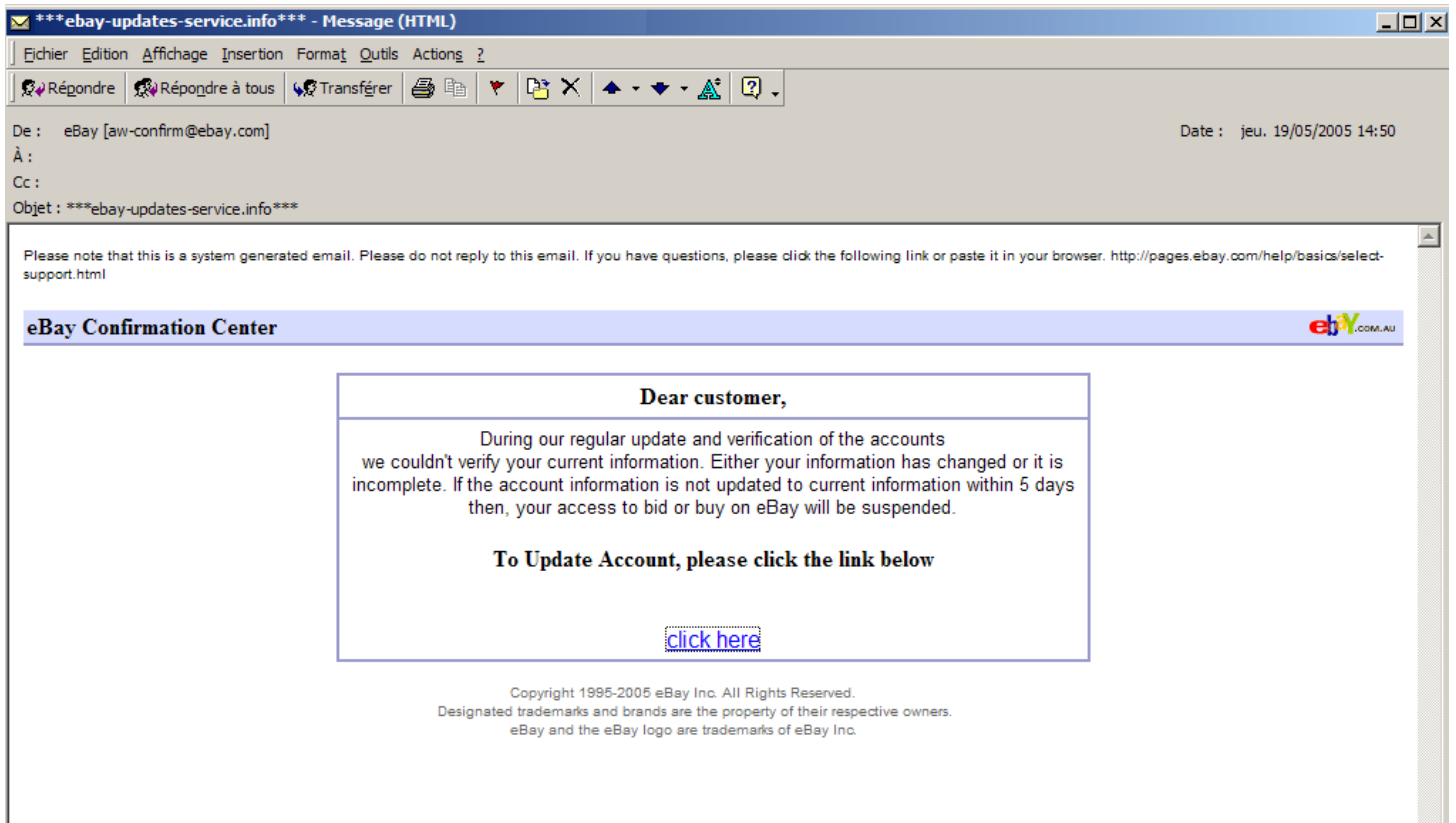 ***ebay-updates-service.info*** - Message (HTML)
Fichier Edition Affichage Insertion Format Outils Actions ?
Répondre Répondre à tous Transférer
De : eBay [aw-confirm@ebay.com] Date : jeu. 19/05/2005 14:50
À :
Cc :
Objet : ***ebay-updates-service.info***
Please note that this is a system generated email. Please do not reply to this email. If you have questions, please click the following link or paste it in your browser. http://pages.ebay.com/help/basics/select-
support.html
eBay Confirmation Center ebY.COM.AU
Dear customer,
During our regular update and verification of the accounts
we couldn't verify your current information. Either your information has changed or it is
incomplete. If the account information is not updated to current information within 5 days
then, your access to bid or buy on eBay will be suspended.
To Update Account, please click the link below
click here
Copyright 1995-2005 eBay Inc. All Rights Reserved.
Designated trademarks and brands are the property of their respective owners.
eBay and the eBay logo are trademarks of eBay Inc.